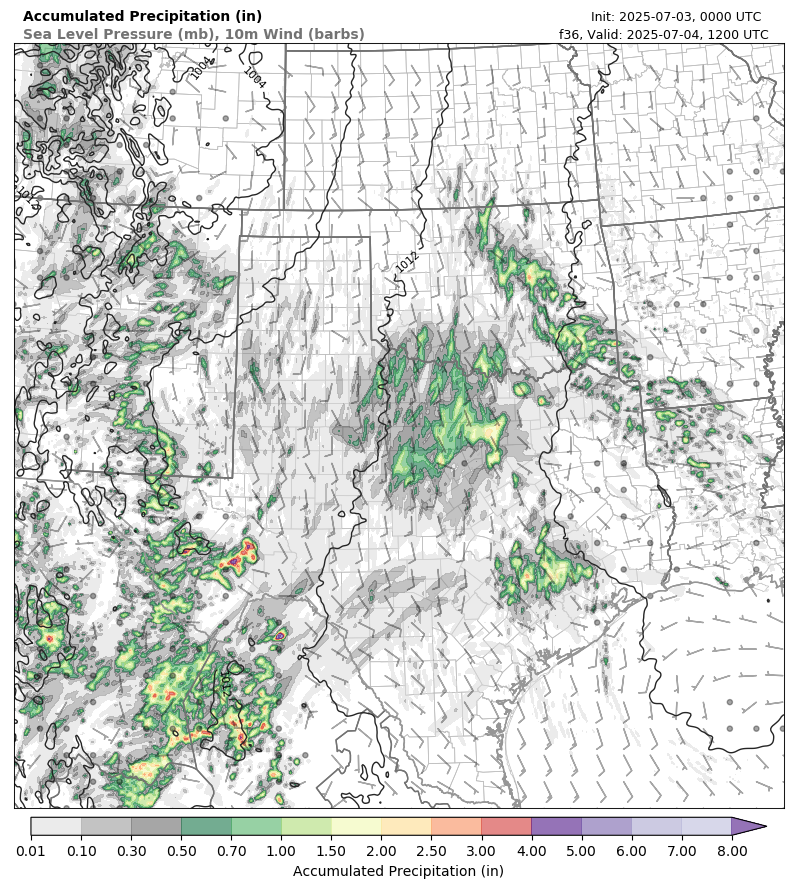 Accumulated Precipitation (in)
Init: 2025-07-03, 0000 UTC
Sea Level Pressure (mb), 10m Wind (barbs)
f36, Valid: 2025-07-04, 1200 UTC
1004
1004
1012
1012
0.01 0.10 0.30 0.50 0.70 1.00 1.50 2.00 2.50 3.00 4.00 5.00 6.00 7.00 8.00
Accumulated Precipitation (in)